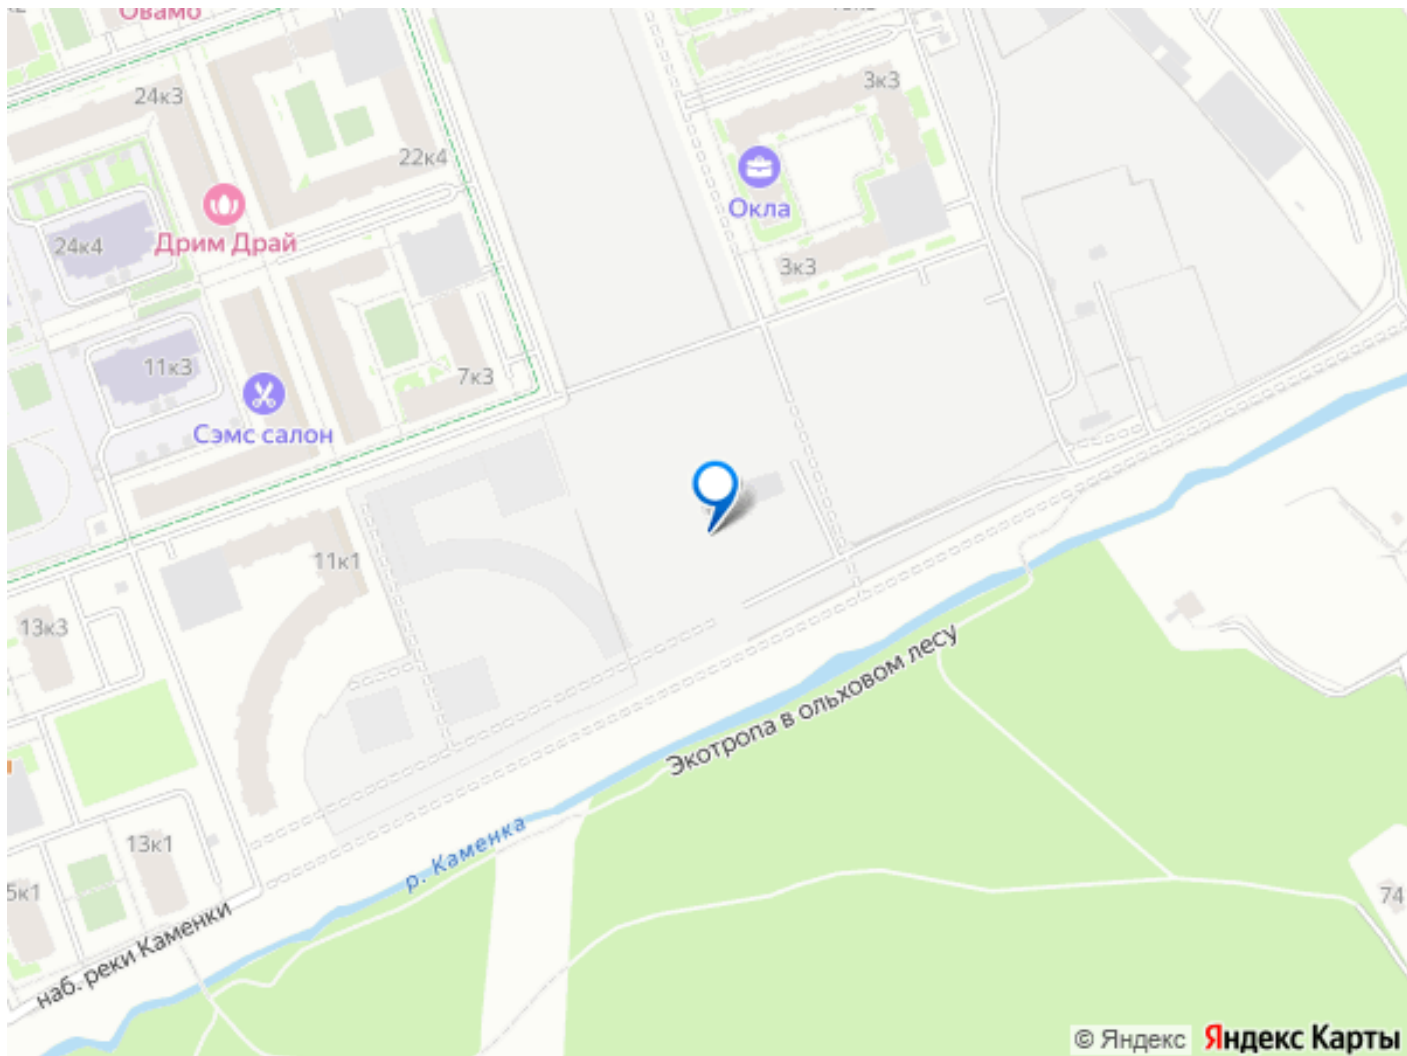 Овамо
24к3
3к3
22к4
Окла
24к4
Дрим Драй
3к3
11к3
7к3
Сэмс салон
11к1
13к3
Экотропа в ольховом лесу
р. Каменка
13к1
5к1
74
наб. реки Каменки
© Яндекс Яндекс Карты